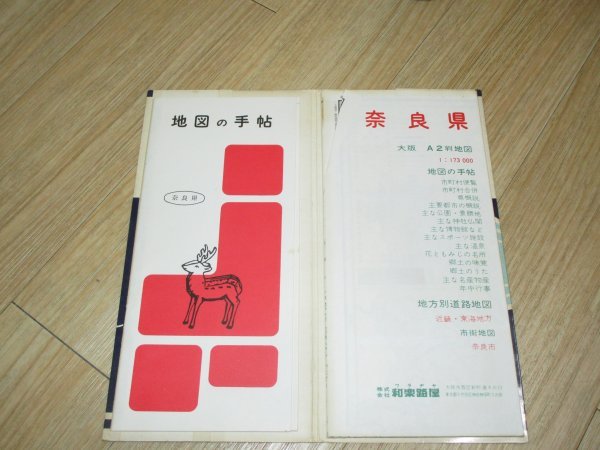 地図の手帖
奈良県
奈良県
大阪 A2判地図
1:173 000
地図の手帖
市町村便覧
市町村合併
県概説
主要都市の概説
主な公園・景勝地
主な神社仏閣
主な博物館など
主なスポーツ施設
主な温泉
花ともみじの名所
郷土の味覚
郷土のうた
主な名産物産
年中行事
地方別道路地図
近畿・東海地方
市街地図
奈良市
ワラヂヤ
株式会社 和楽路屋